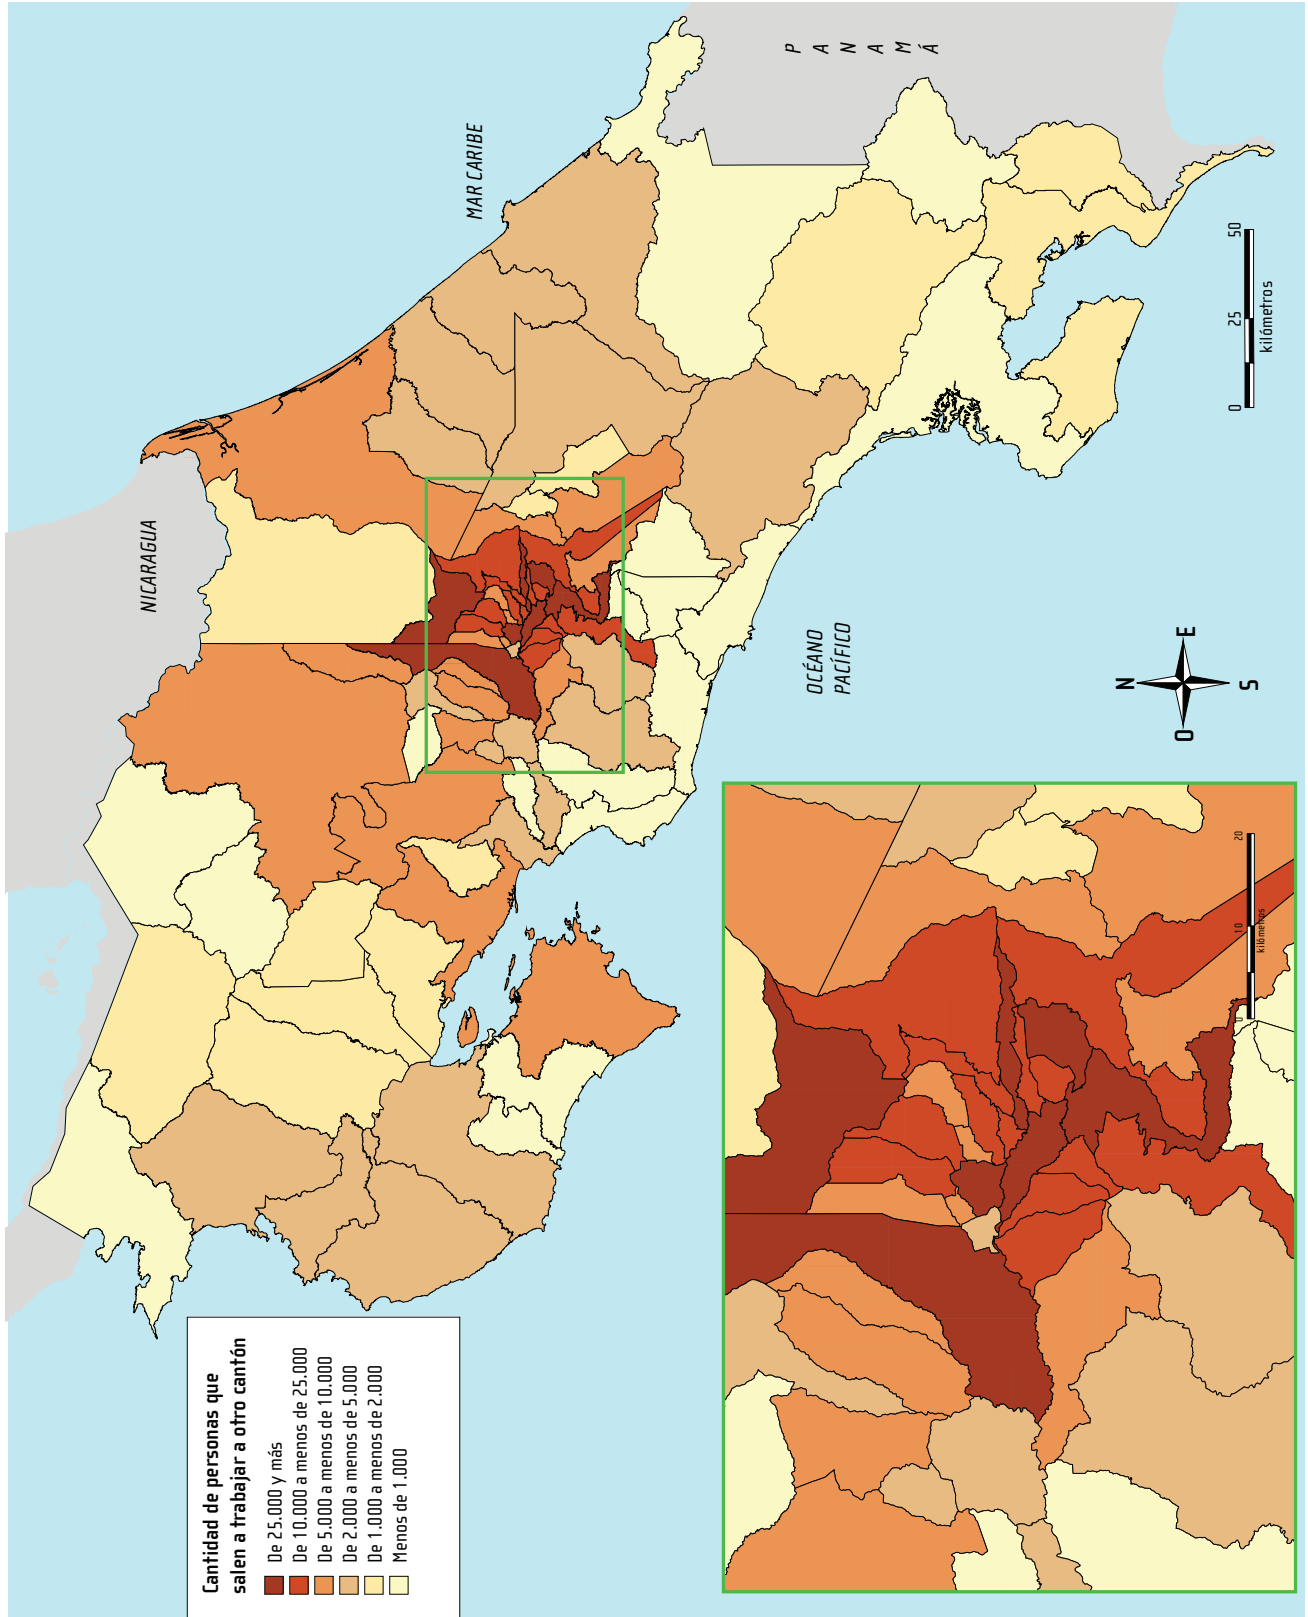 NICARAGUA
MAR CARIBE
P A N A M Á
OCÉANO
PACÍFICO
N
O
E
S
0 25 50
kilómetros
Cantidad de personas que
salen a trabajar a otro cantón
De 25.000 y más
De 10.000 a menos de 25.000
De 5.000 a menos de 10.000
De 2.000 a menos de 5.000
De 1.000 a menos de 2.000
Menos de 1.000
0 10 20
kilómetros